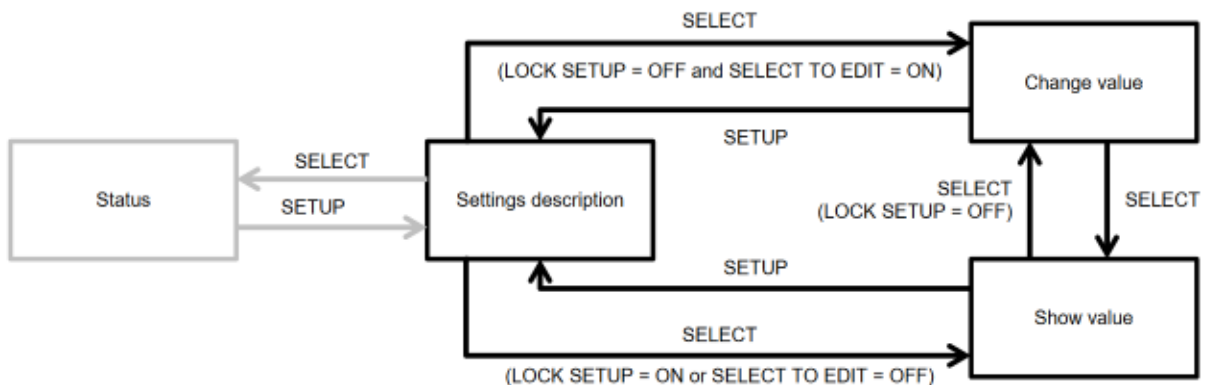 SELECT
(LOCK SETUP = OFF and SELECT TO EDIT = ON)
Change value
SETUP
SELECT
Status
SETUP
Settings description
SELECT
(LOCK SETUP = OFF)
SELECT
SETUP
Show value
SELECT
(LOCK SETUP = ON or SELECT TO EDIT = OFF)